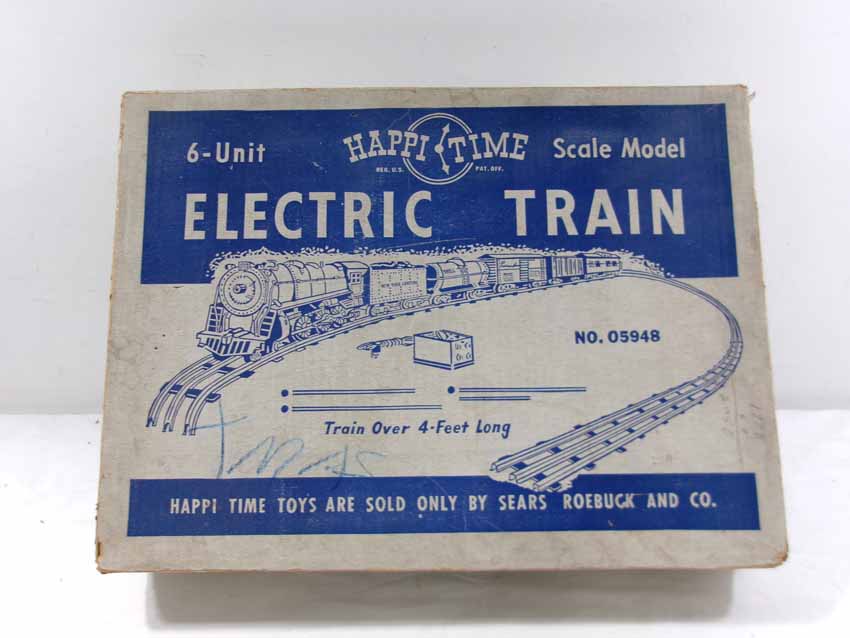 6-Unit HAPPI TIME Scale Model
REG. U.S. PAT. OFF.
ELECTRIC TRAIN
NO. 05948
Train Over 4-Feet Long
HAPPI TIME TOYS ARE SOLD ONLY BY SEARS ROEBUCK AND CO.